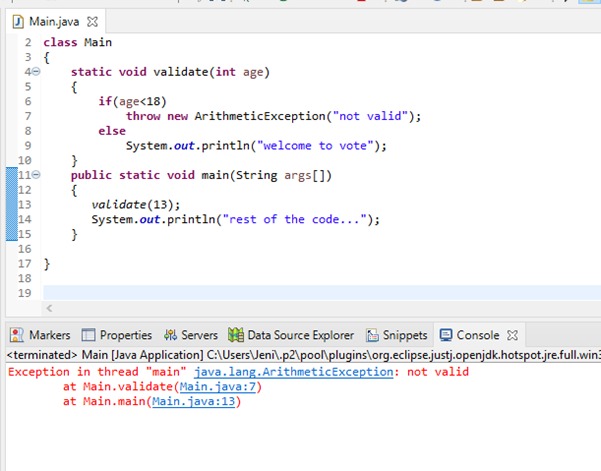 Main.java
2 class Main
3 {
4 static void validate(int age)
5 {
6 if(age<18)
7 throw new ArithmeticException("not valid");
8 else
9 System.out.println("welcome to vote");
10 }
11 public static void main(String args[])
12 {
13 validate(13);
14 System.out.println("rest of the code...");
15 }
16
17 }
18
19
Markers Properties Servers Data Source Explorer Snippets Console
<terminated> Main [Java Application] C:\Users\Jeni\.p2\pool\plugins\org.eclipse.justj.openjdk.hotspot.jre.full.win3
Exception in thread "main" java.lang.ArithmeticException: not valid
at Main.validate(Main.java:7)
at Main.main(Main.java:13)